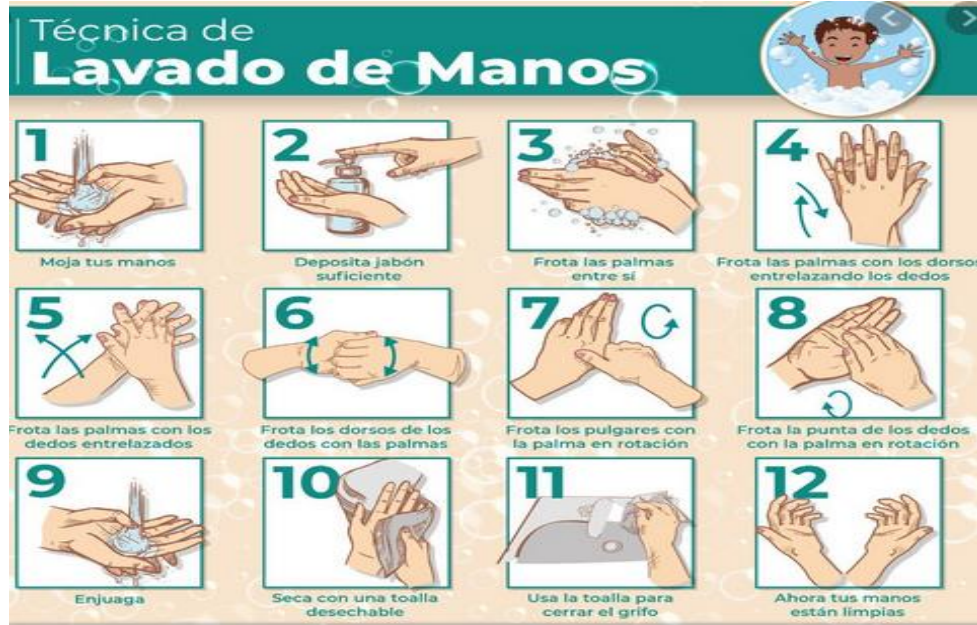 Técnica de
Lavado de Manos
1
Moja tus manos
2
Deposita jabón
suficiente
3
Frota las palmas
entre sí
4
Frota las palmas con los dorsos
entrelazando los dedos
5
Frota las palmas con los
dedos entrelazados
6
Frota los dorsos de los
dedos con las palmas
7
Frota los pulgares con
la palma en rotación
8
Frota la punta de los dedos
con la palma en rotación
9
Enjuaga
10
Seca con una toalla
desechable
11
Usa la toalla para
cerrar el grifo
12
Ahora tus manos
están limpias